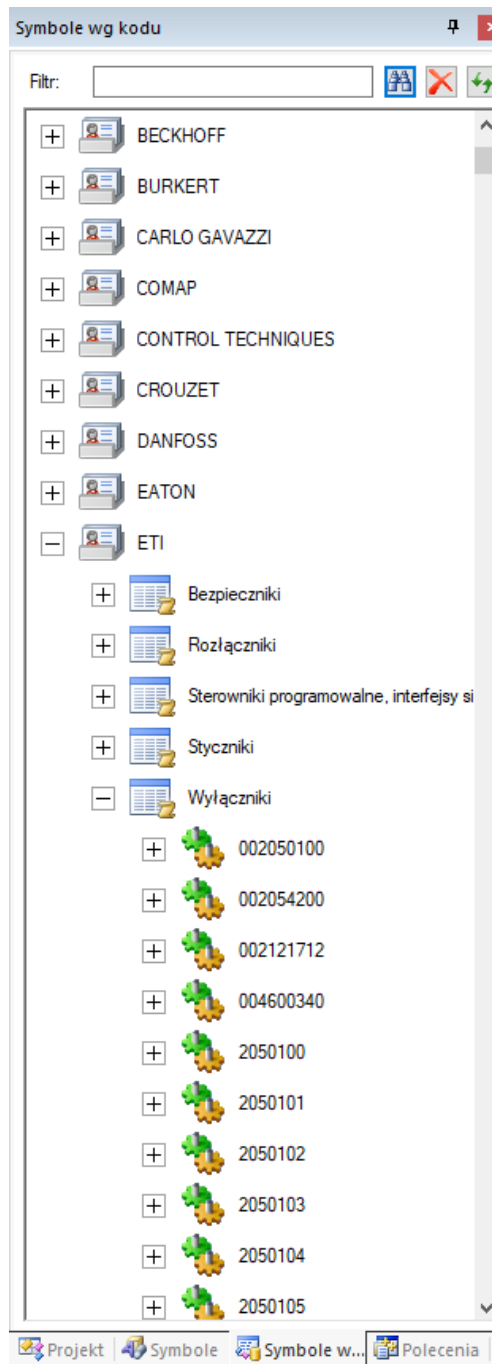 Symbole wg kodu
Filtr:
BECKHOFF
BURKERT
CARLO GAVAZZI
COMAP
CONTROL TECHNIQUES
CROUZET
DANFOSS
EATON
ETI
Bezpieczniki
Rozłączniki
Sterowniki programowalne, interfejsy si
Styczniki
Wyłączniki
002050100
002054200
002121712
004600340
2050100
2050101
2050102
2050103
2050104
2050105
Projekt Symbole Symbole w... Polecenia